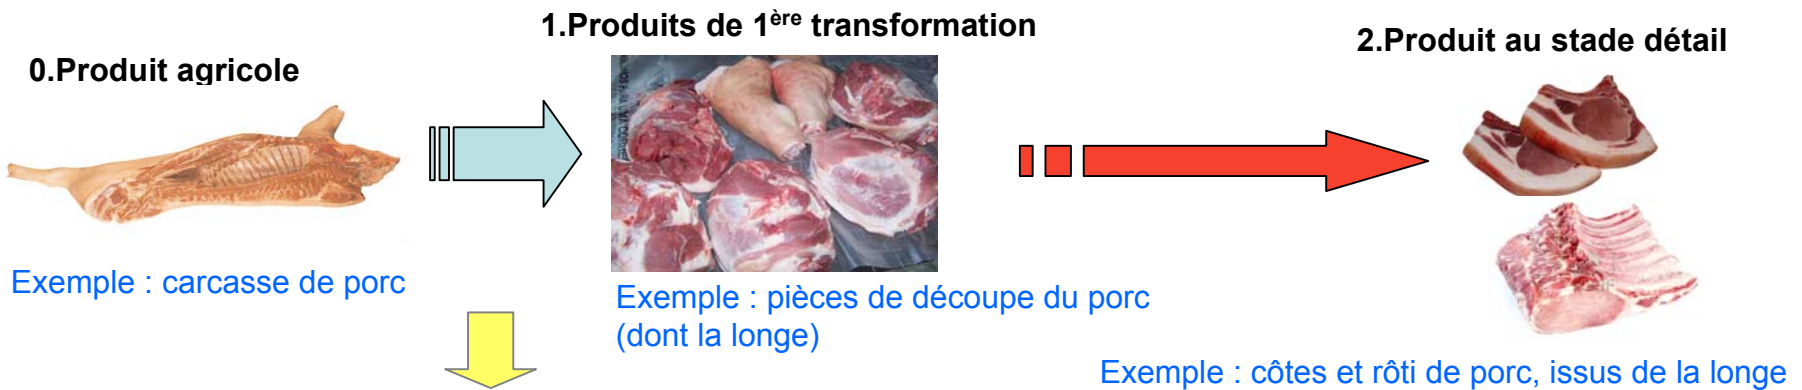 1.Produits de 1ère transformation
2.Produit au stade détail
0.Produit agricole
Exemple : carcasse de porc
Exemple : pièces de découpe du porc
(dont la longe)
Exemple : côtes et rôti de porc, issus de la longe